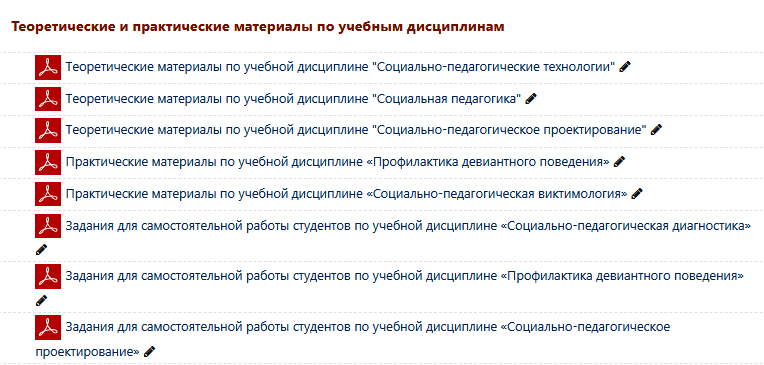 Теоретические и практические материалы по учебным дисциплинам
Теоретические материалы по учебной дисциплине "Социально-педагогические технологии"
Теоретические материалы по учебной дисциплине "Социальная педагогика"
Теоретические материалы по учебной дисциплине "Социально-педагогическое проектирование"
Практические материалы по учебной дисциплине «Профилактика девиантного поведения»
Практические материалы по учебной дисциплине «Социально-педагогическая виктимология»
Задания для самостоятельной работы студентов по учебной дисциплине «Социально-педагогическая диагностика»
Задания для самостоятельной работы студентов по учебной дисциплине «Профилактика девиантного поведения»
Задания для самостоятельной работы студентов по учебной дисциплине «Социально-педагогическое
проектирование»